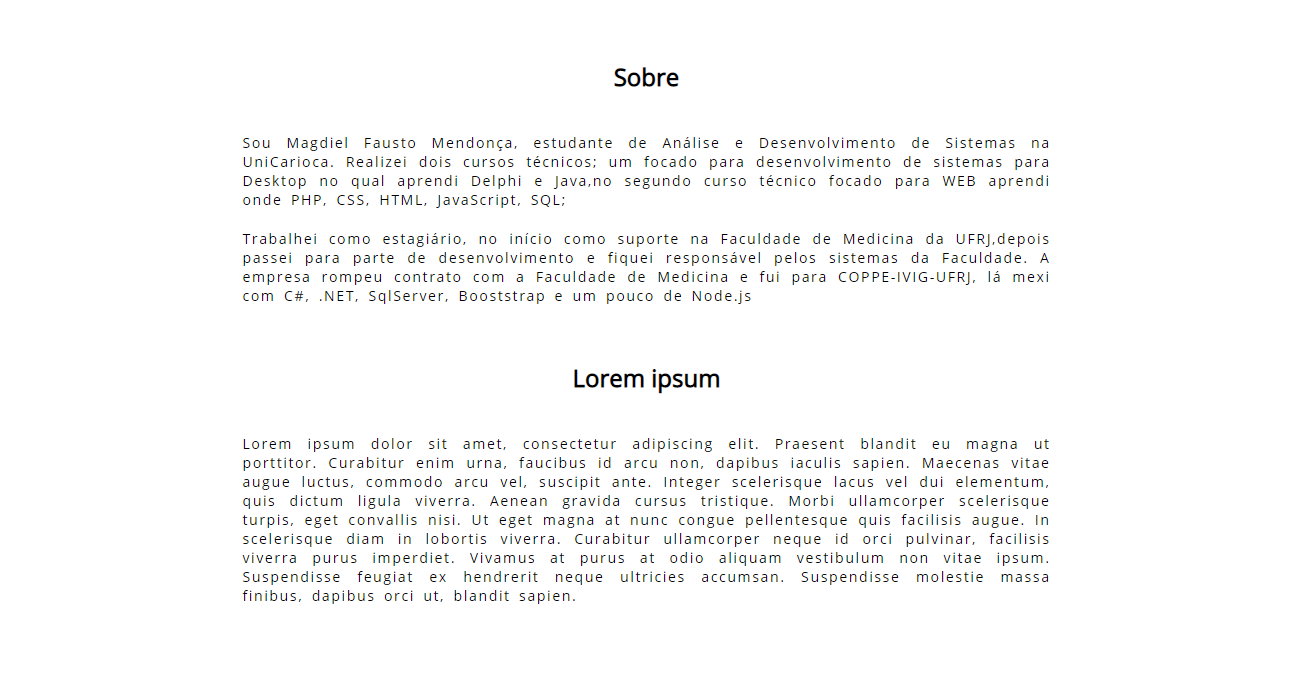 Sobre
Sou Magdiel Fausto Mendonça, estudante de Análise e Desenvolvimento de Sistemas na
UniCarioca. Realizei dois cursos técnicos; um focado para desenvolvimento de sistemas para
Desktop no qual aprendi Delphi e Java,no segundo curso técnico focado para WEB aprendi
onde PHP, CSS, HTML, JavaScript, SQL;
Trabalhei como estagiário, no início como suporte na Faculdade de Medicina da UFRJ,depois
passei para parte de desenvolvimento e fiquei responsável pelos sistemas da Faculdade. A
empresa rompeu contrato com a Faculdade de Medicina e fui para COPPE-IVIG-UFRJ, lá mexi
com C#, .NET, SqlServer, Booststrap e um pouco de Node.js
Lorem ipsum
Lorem ipsum dolor sit amet, consectetur adipiscing elit. Praesent blandit eu magna ut
porttitor. Curabitur enim urna, faucibus id arcu non, dapibus iaculis sapien. Maecenas vitae
augue luctus, commodo arcu vel, suscipit ante. Integer scelerisque lacus vel dui elementum,
quis dictum ligula viverra. Aenean gravida cursus tristique. Morbi ullamcorper scelerisque
turpis, eget convallis nisi. Ut eget magna at nunc congue pellentesque quis facilisis augue. In
scelerisque diam in lobortis viverra. Curabitur ullamcorper neque id orci pulvinar, facilisis
viverra purus imperdiet. Vivamus at purus at odio aliquam vestibulum non vitae ipsum.
Suspendisse feugiat ex hendrerit neque ultricies accumsan. Suspendisse molestie massa
finibus, dapibus orci ut, blandit sapien.